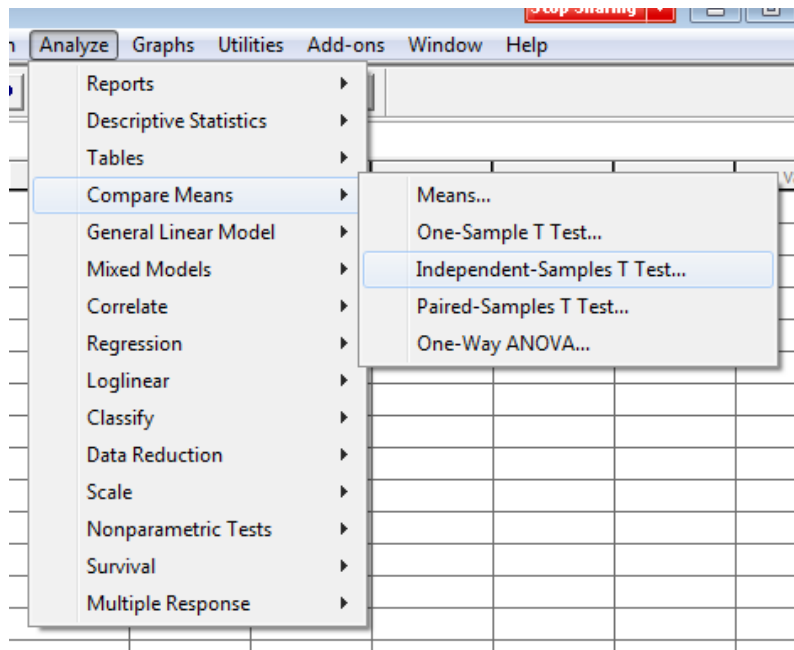 Stop Sharing
Analyze Graphs Utilities Add-ons Window Help
Reports
Descriptive Statistics
Tables
Compare Means
General Linear Model
Mixed Models
Correlate
Regression
Loglinear
Classify
Data Reduction
Scale
Nonparametric Tests
Survival
Multiple Response
Means...
One-Sample T Test...
Independent-Samples T Test...
Paired-Samples T Test...
One-Way ANOVA...